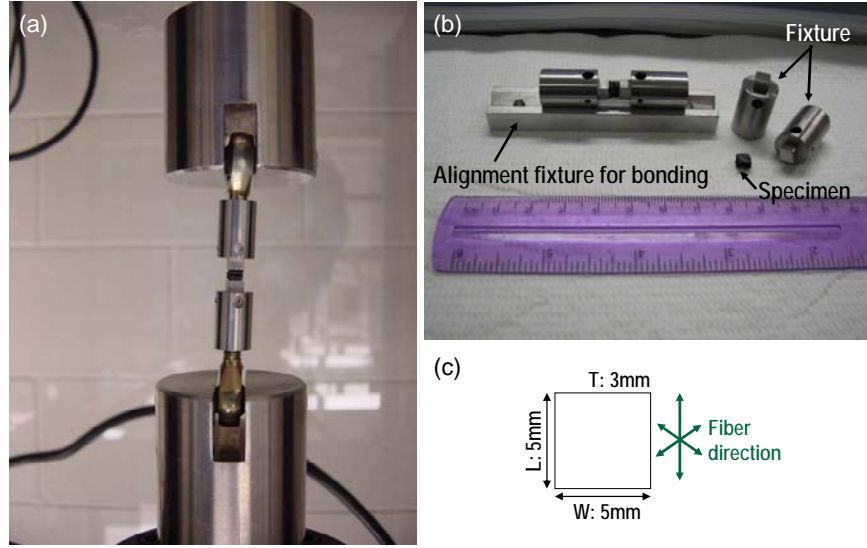 (a)
(b)
Fixture
Alignment fixture for bonding
Specimen
(c)
T: 3mm
L: 5mm
Fiber
direction
W: 5mm